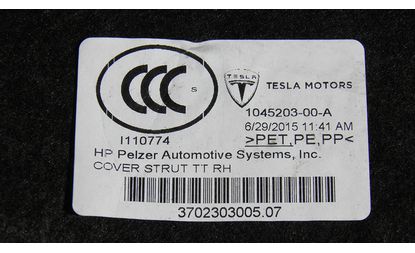 CCC S
TESLA
TESLA MOTORS
1045203-00-A
6/29/2015 11:41 AM
I110774
>PET,PE,PP<
HP Pelzer Automotive Systems, Inc.
COVER STRUT TT RH
3702303005.07